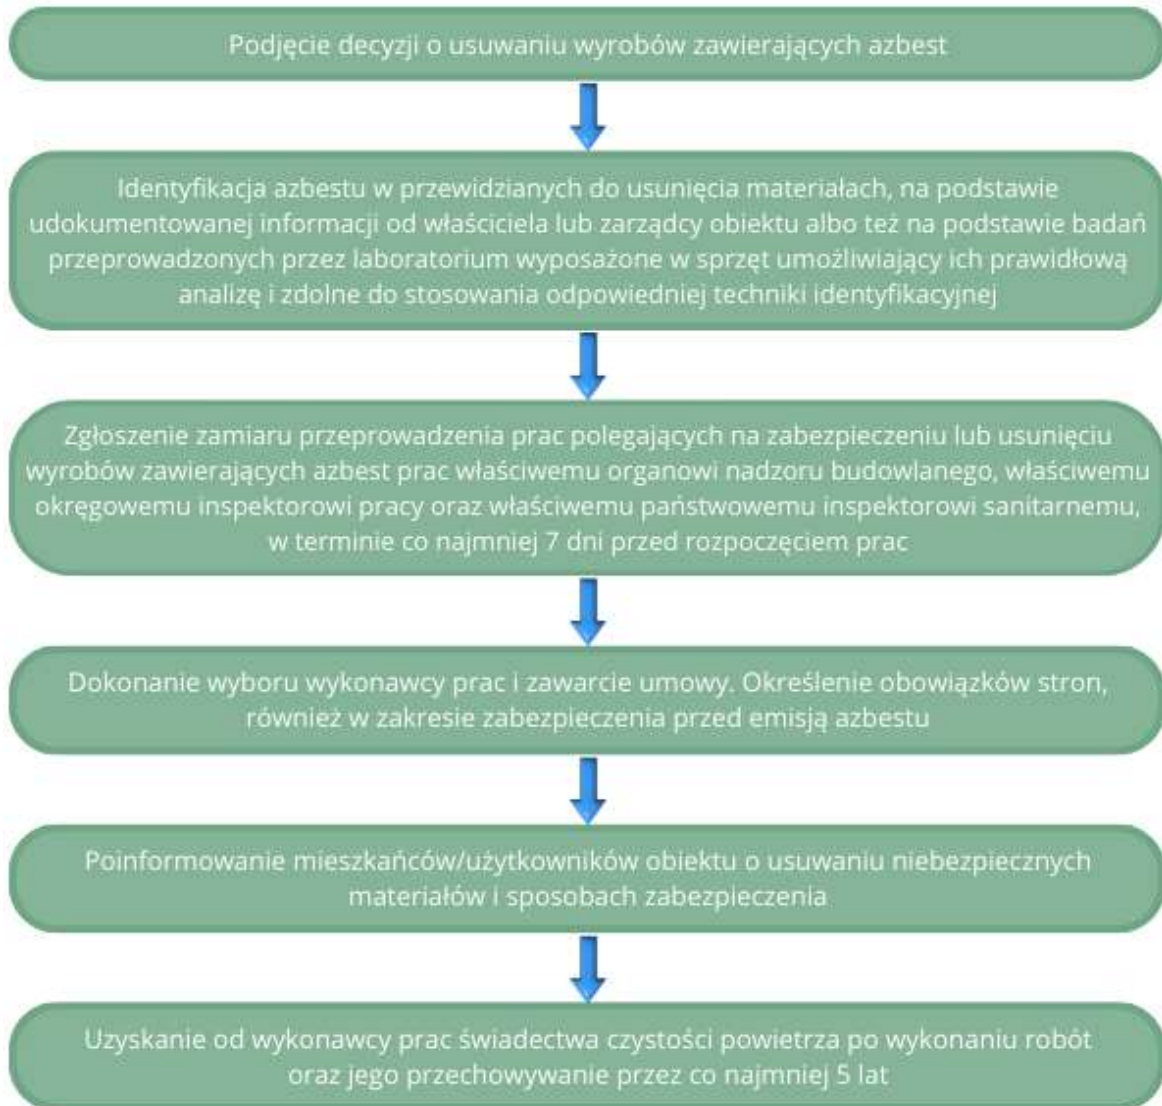 Podjęcie decyzji o usuwaniu wyrobów zawierających azbest
Identyfikacja azbestu w przewidzianych do usunięcia materiałach, na podstawie
udokumentowanej informacji od właściciela lub zarządcy obiektu albo też na podstawie badań
przeprowadzonych przez laboratorium wyposażone w sprzęt umożliwiający ich prawidłową
analizę i zdolne do stosowania odpowiedniej techniki identyfikacyjnej
Zgłoszenie zamiaru przeprowadzenia prac polegających na zabezpieczeniu lub usunięciu
wyrobów zawierających azbest prac właściwemu organowi nadzoru budowlanego, właściwemu
okręgowemu inspektorowi pracy oraz właściwemu państwowemu inspektorowi sanitarnemu,
w terminie co najmniej 7 dni przed rozpoczęciem prac
Dokonanie wyboru wykonawcy prac i zawarcie umowy. Określenie obowiązków stron,
również w zakresie zabezpieczenia przed emisją azbestu
Poinformowanie mieszkańców/użytkowników obiektu o usuwaniu niebezpiecznych
materiałów i sposobach zabezpieczenia
Uzyskanie od wykonawcy prac świadectwa czystości powietrza po wykonaniu robót
oraz jego przechowywanie przez co najmniej 5 lat